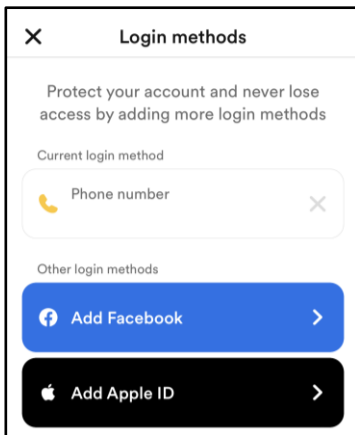 Login methods
Protect your account and never lose
access by adding more login methods
Current login method
Phone number
Other login methods
Add Facebook
Add Apple ID